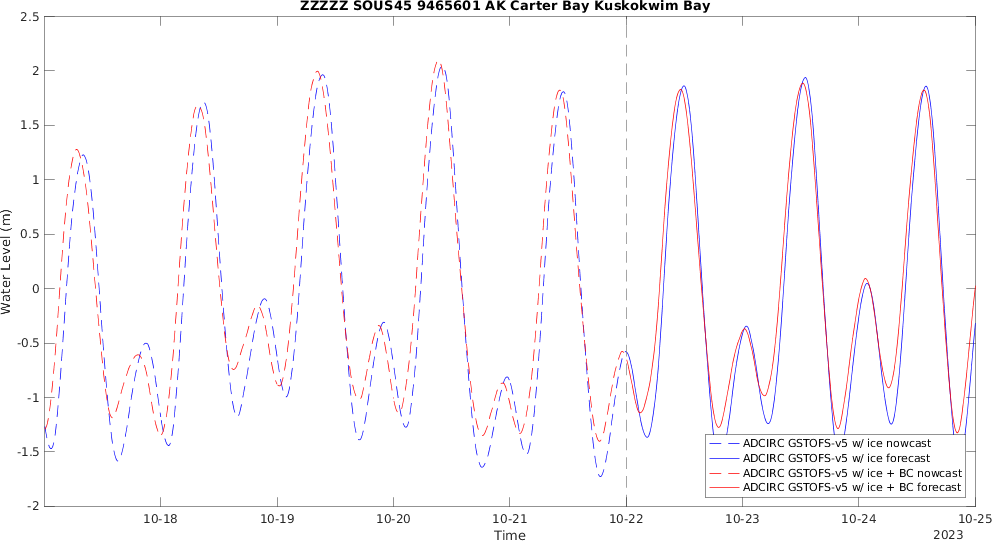 ZZZZZ SOUS45 9465601 AK Carter Bay Kuskokwim Bay
2.5
2
1.5
1
0.5
0
-0.5
-1
-1.5
-2
Water Level (m)
10-18 10-19 10-20 10-21 10-22 10-23 10-24 10-25
Time
2023
ADCIRC GSTOFS-v5 w/ ice nowcast
ADCIRC GSTOFS-v5 w/ ice forecast
ADCIRC GSTOFS-v5 w/ ice + BC nowcast
ADCIRC GSTOFS-v5 w/ ice + BC forecast